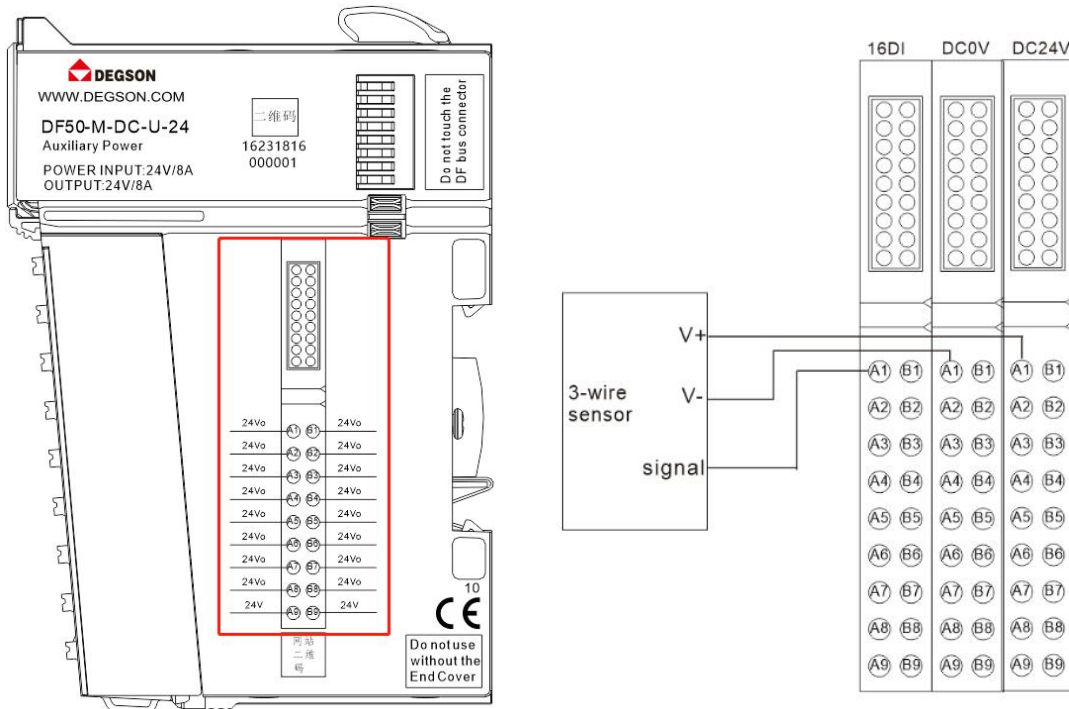 DEGSON
WWW.DEGSON.COM
DF50-M-DC-U-24
Auxiliary Power
POWER INPUT:24V/8A
OUTPUT:24V/8A
二维码
16231816
000001
Do not touch the
DF bus connector
24Vo A1 B1 24Vo
24Vo A2 B2 24Vo
24Vo A3 B3 24Vo
24Vo A4 B4 24Vo
24Vo A5 B5 24Vo
24Vo A6 B6 24Vo
24Vo A7 B7 24Vo
24Vo A8 B8 24Vo
24V A9 B9 24V
网站
二维
码
10
CE
Do not use
without the
End Cover
16DI DC0V DC24V
3-wire
sensor
V+
V-
signal
A1 B1 A1 B1 A1 B1
A2 B2 A2 B2 A2 B2
A3 B3 A3 B3 A3 B3
A4 B4 A4 B4 A4 B4
A5 B5 A5 B5 A5 B5
A6 B6 A6 B6 A6 B6
A7 B7 A7 B7 A7 B7
A8 B8 A8 B8 A8 B8
A9 B9 A9 B9 A9 B9